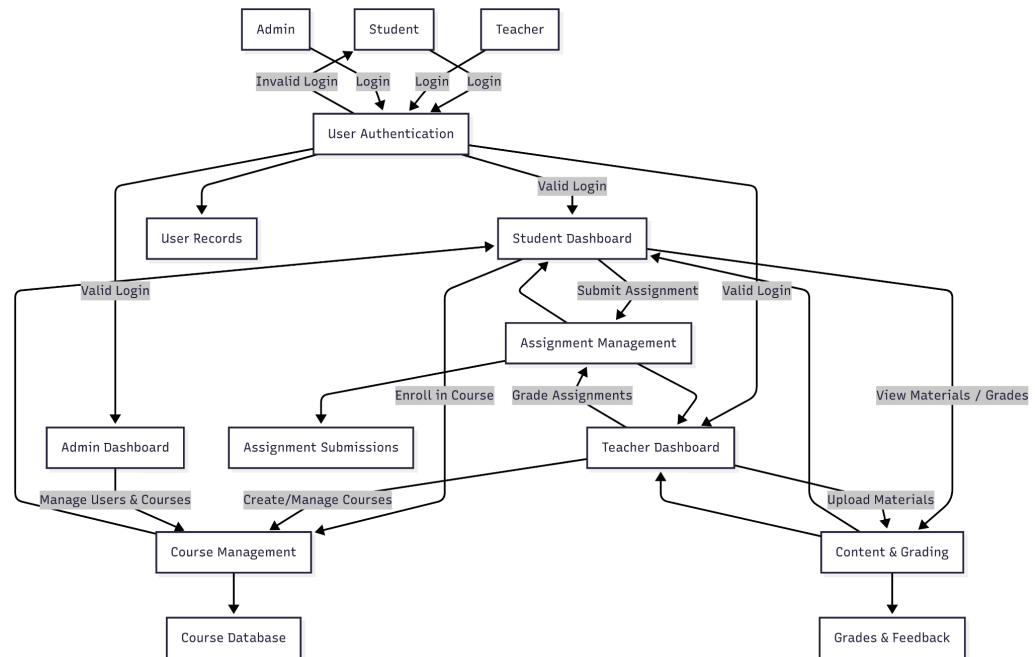 Admin
Student
Teacher
Invalid Login
Login
Login
Login
User Authentication
Valid Login
User Records
Student Dashboard
Valid Login
Submit Assignment
Valid Login
Assignment Management
Enroll in Course
Grade Assignments
View Materials / Grades
Admin Dashboard
Assignment Submissions
Teacher Dashboard
Manage Users & Courses
Create/Manage Courses
Upload Materials
Course Management
Content & Grading
Course Database
Grades & Feedback